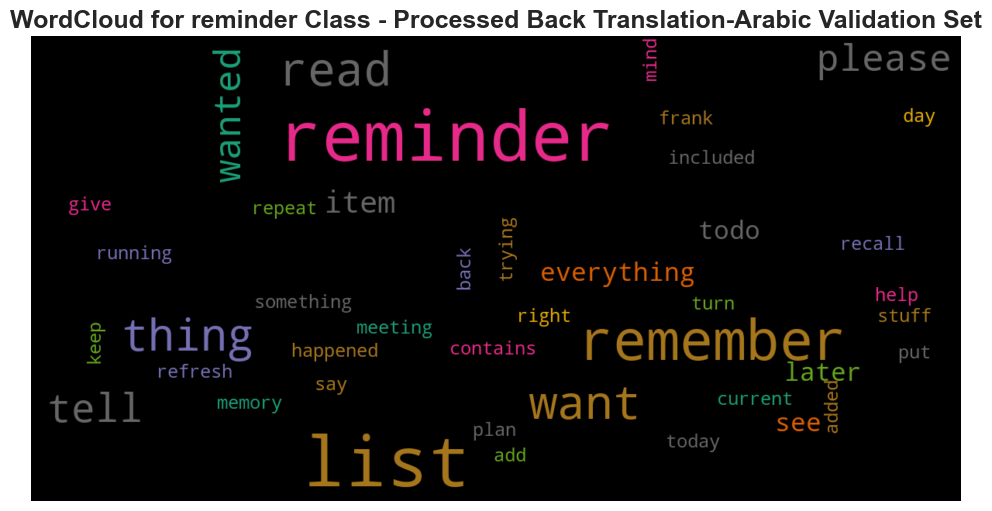 WordCloud for reminder Class - Processed Back Translation-Arabic Validation Set
wanted
read
mind
please
reminder
frank
day
included
give
repeat
item
todo
running
back
trying
recall
everything
something
turn
help
keep
thing
meeting
right
remember
stuff
happened
contains
put
refresh
say
later
tell
memory
want
current
added
list
plan
see
add
today